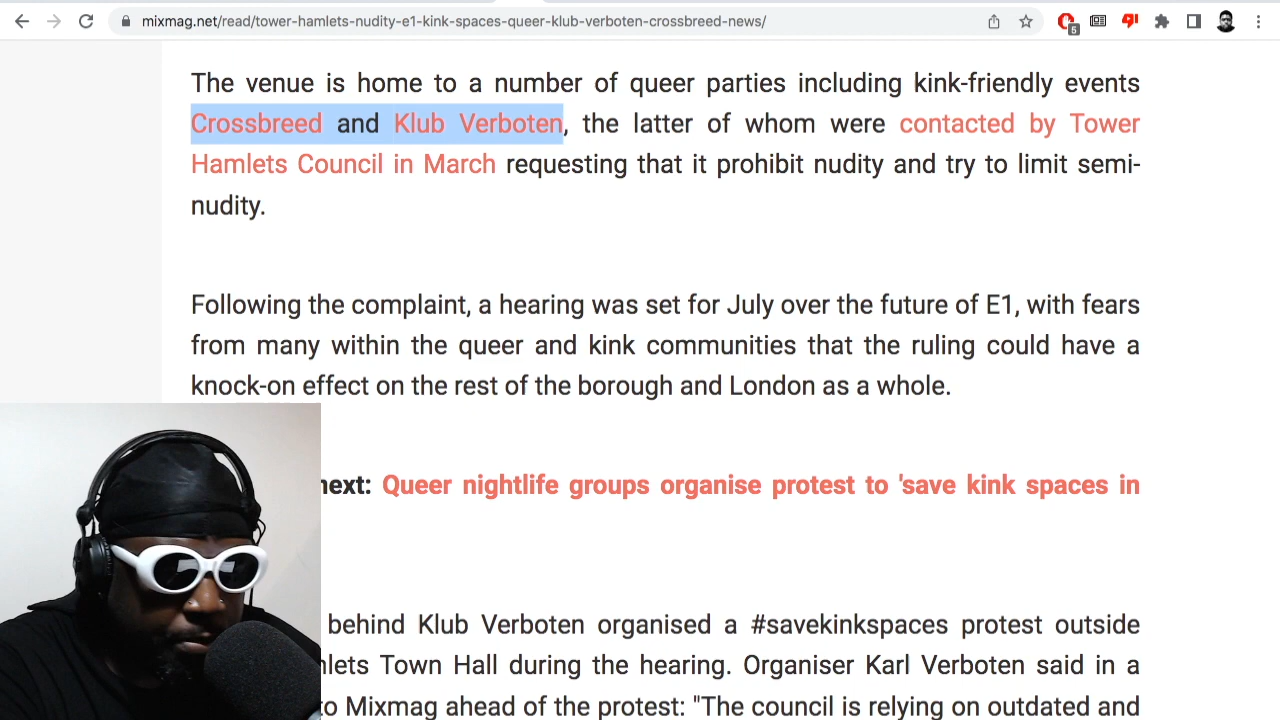 mixmag.net/read/tower-hamlets-nudity-e1-kink-spaces-queer-klub-verboten-crossbreed-news/
5
The venue is home to a number of queer parties including kink-friendly events
Crossbreed and Klub Verboten, the latter of whom were contacted by Tower
Hamlets Council in March requesting that it prohibit nudity and try to limit semi-
nudity.
Following the complaint, a hearing was set for July over the future of E1, with fears
from many within the queer and kink communities that the ruling could have a
knock-on effect on the rest of the borough and London as a whole.
next: Queer nightlife groups organise protest to 'save kink spaces in
behind Klub Verboten organised a #savekinkspaces protest outside
lets Town Hall during the hearing. Organiser Karl Verboten said in a
to Mixmag ahead of the protest: "The council is relying on outdated and